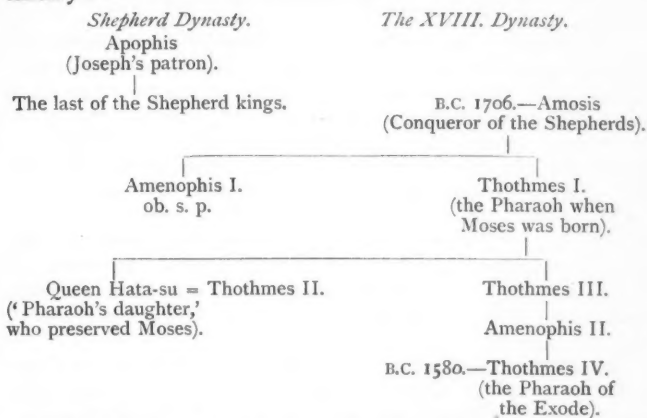 Shepherd Dynasty. The XVIII. Dynasty.
Apophis
(Joseph's patron).
The last of the Shepherd kings. B.C. 1706.—Amosis
(Conqueror of the Shepherds).
Amenophis I. Thothmes I.
ob. s. p. (the Pharaoh when
Moses was born).
Queen Hata-su = Thothmes II. Thothmes III.
('Pharaoh's daughter,'
who preserved Moses). Amenophis II.
B.C. 1580.—Thothmes IV.
(the Pharaoh of
the Exode).